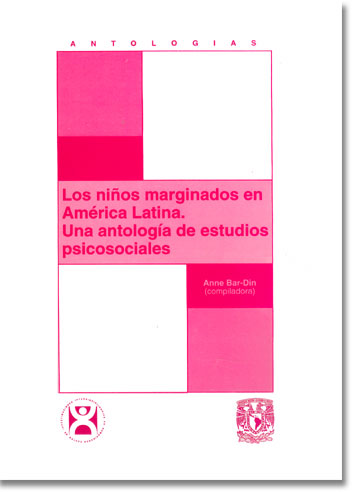 ANTOLOGIAS
Los niños marginados en
América Latina.
Una antología de estudios
psicosociales
Anne Bar-Din
(compiladora)